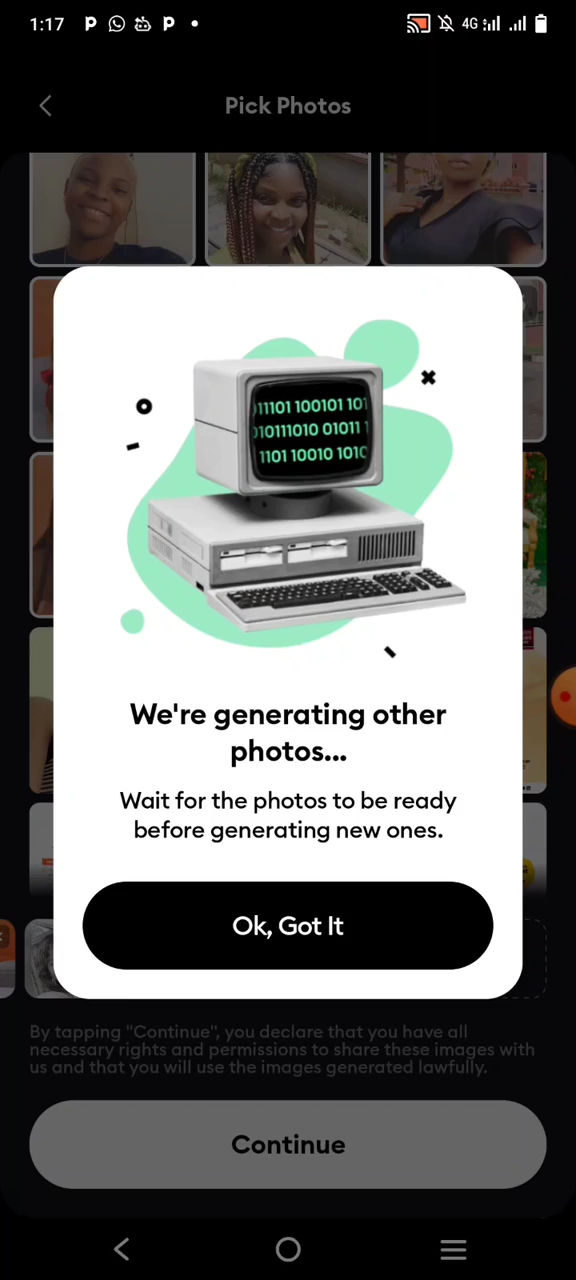 1:17 P P 4G
Pick Photos
11101 100101 101
010111010 01011 1
1101 10010 1010
We're generating other
photos...
Wait for the photos to be ready
before generating new ones.
Ok, Got It
By tapping "Continue", you declare that you have all
necessary rights and permissions to share these images with
us and that you will use the images generated lawfully.
Continue